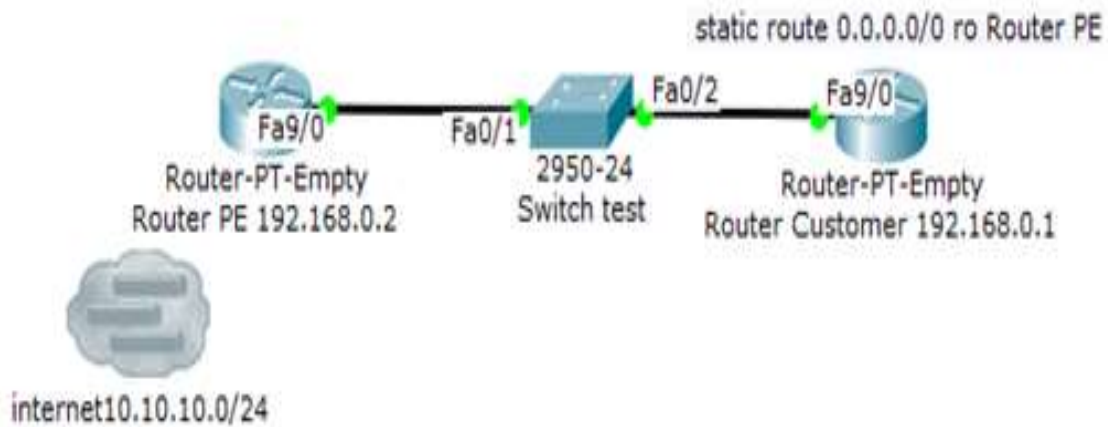 static route 0.0.0.0/0 ro Router PE
Fa9/0
Fa0/1
Fa0/2
Fa9/0
Router-PT-Empty
Router PE 192.168.0.2
2950-24
Switch test
Router-PT-Empty
Router Customer 192.168.0.1
internet10.10.10.0/24